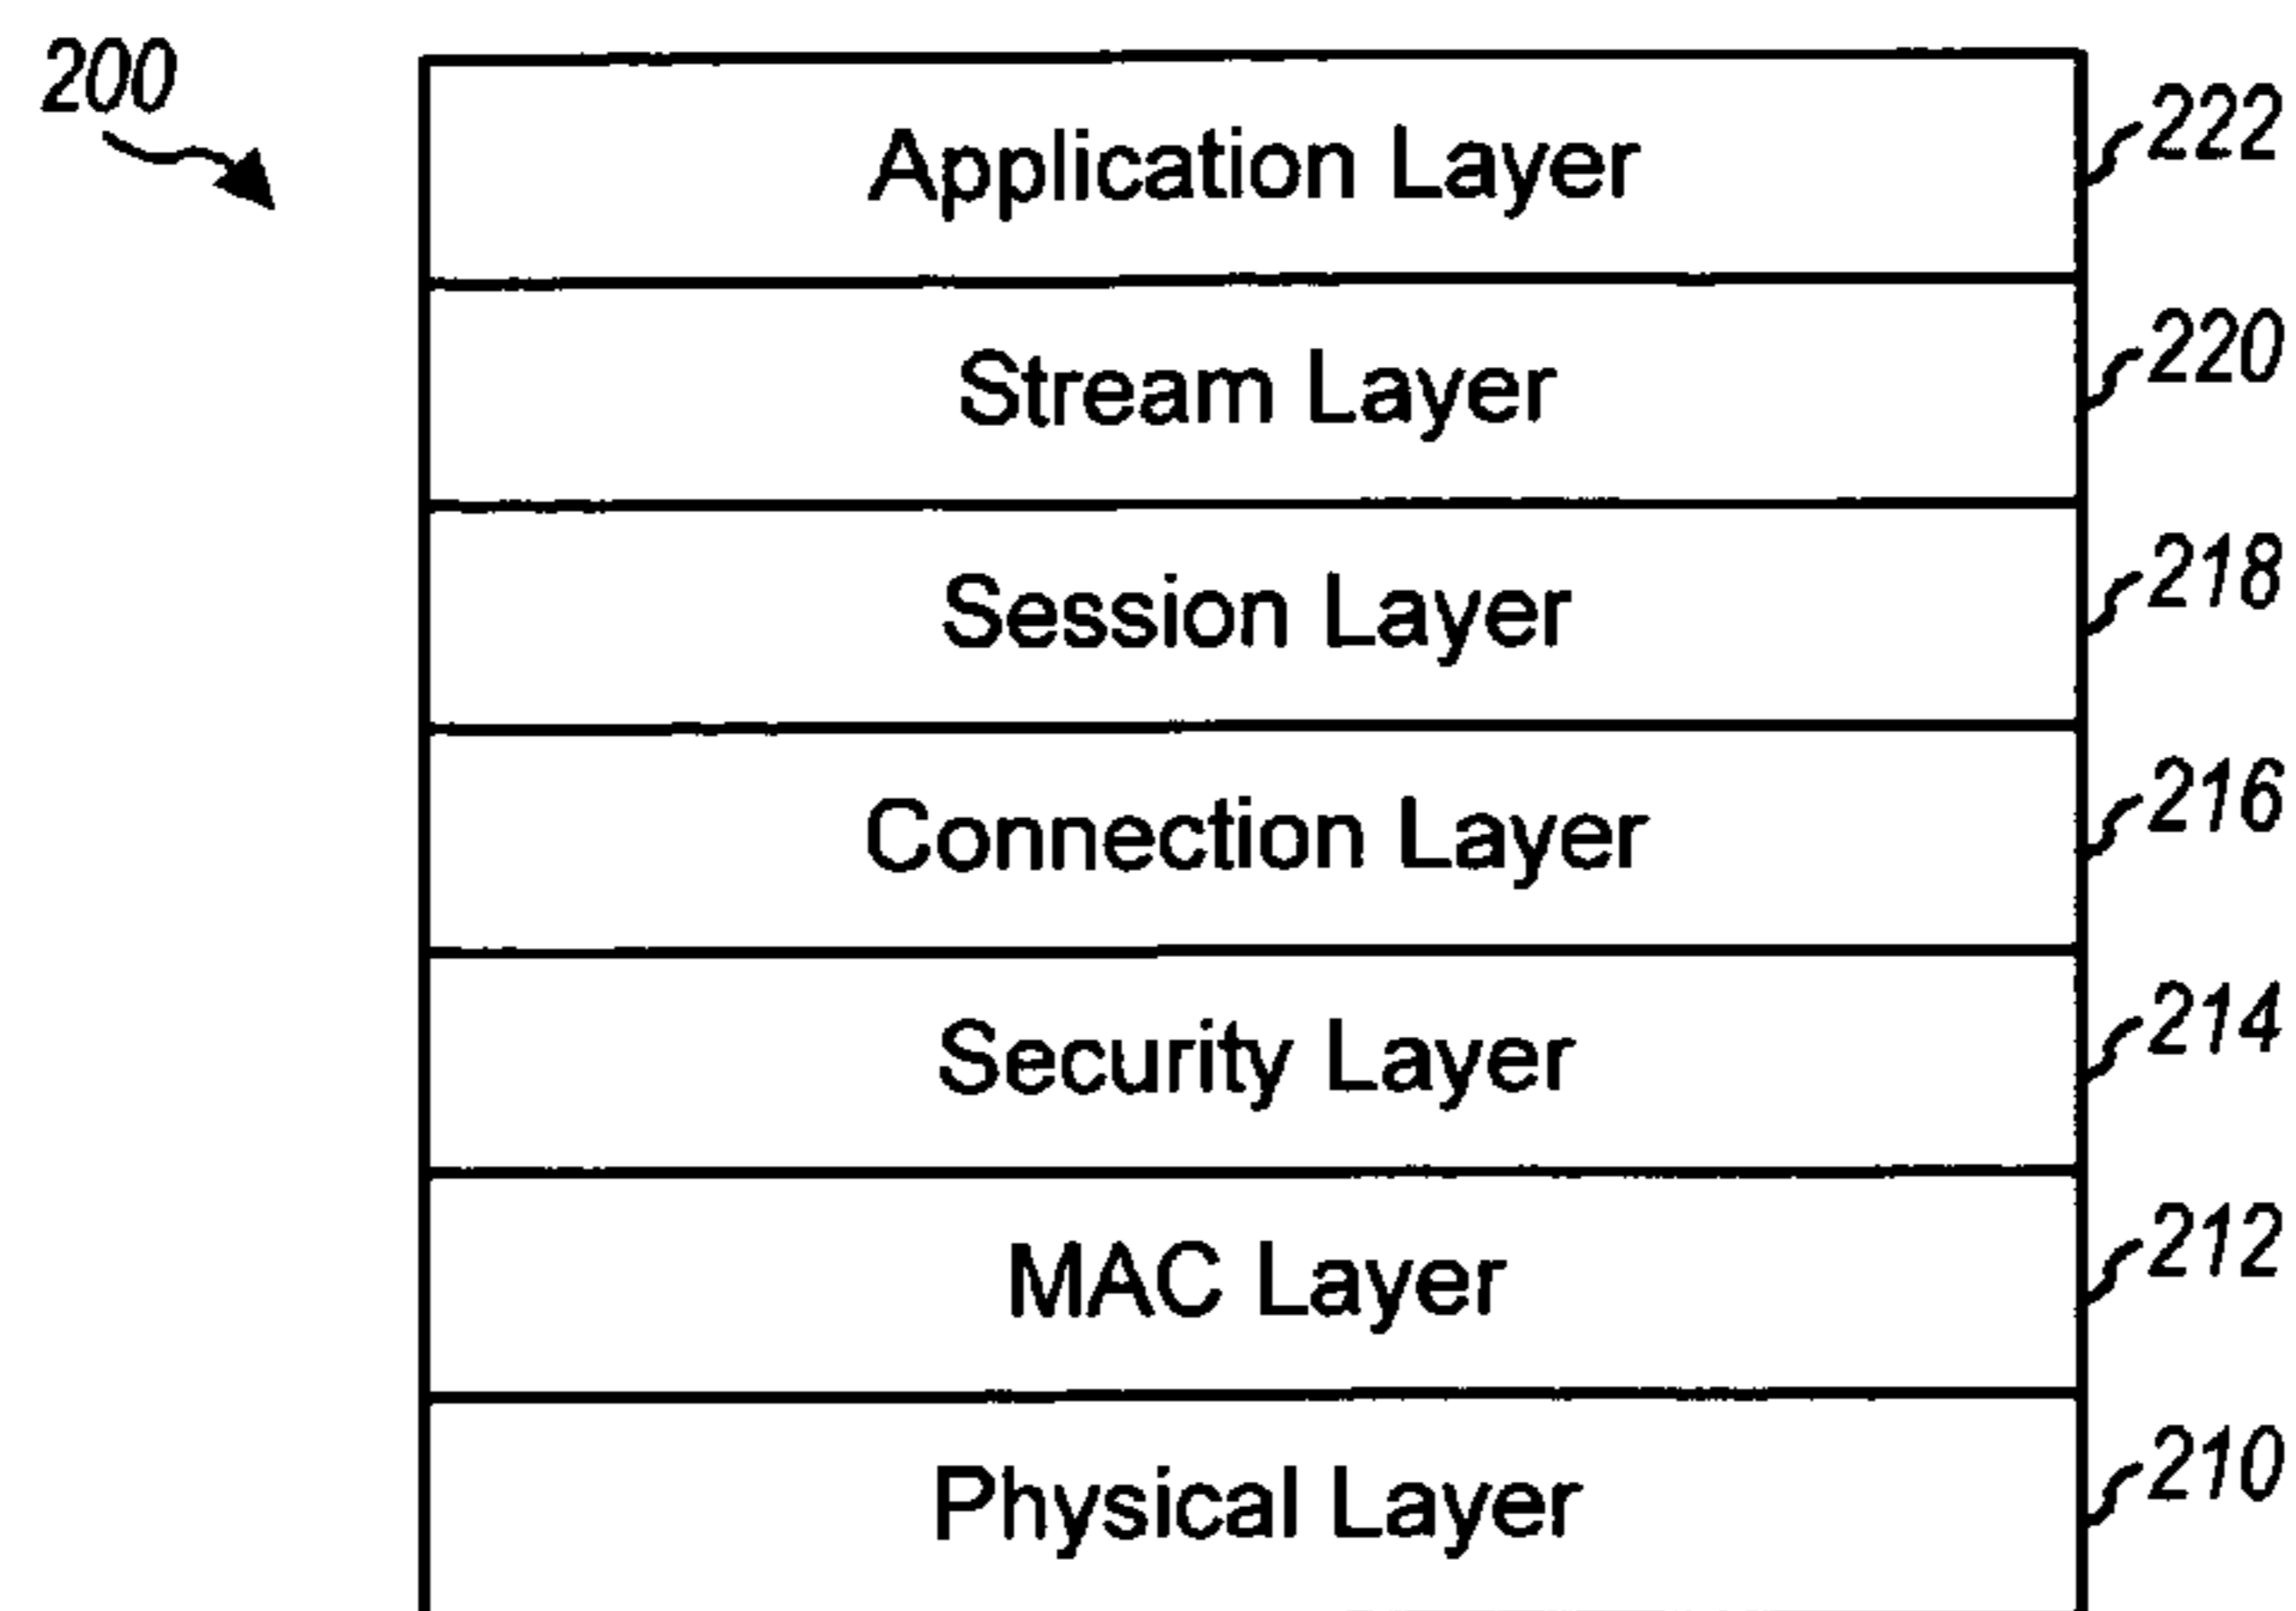 200
Application Layer 222
Stream Layer 220
Session Layer 218
Connection Layer 216
Security Layer 214
MAC Layer 212
Physical Layer 210